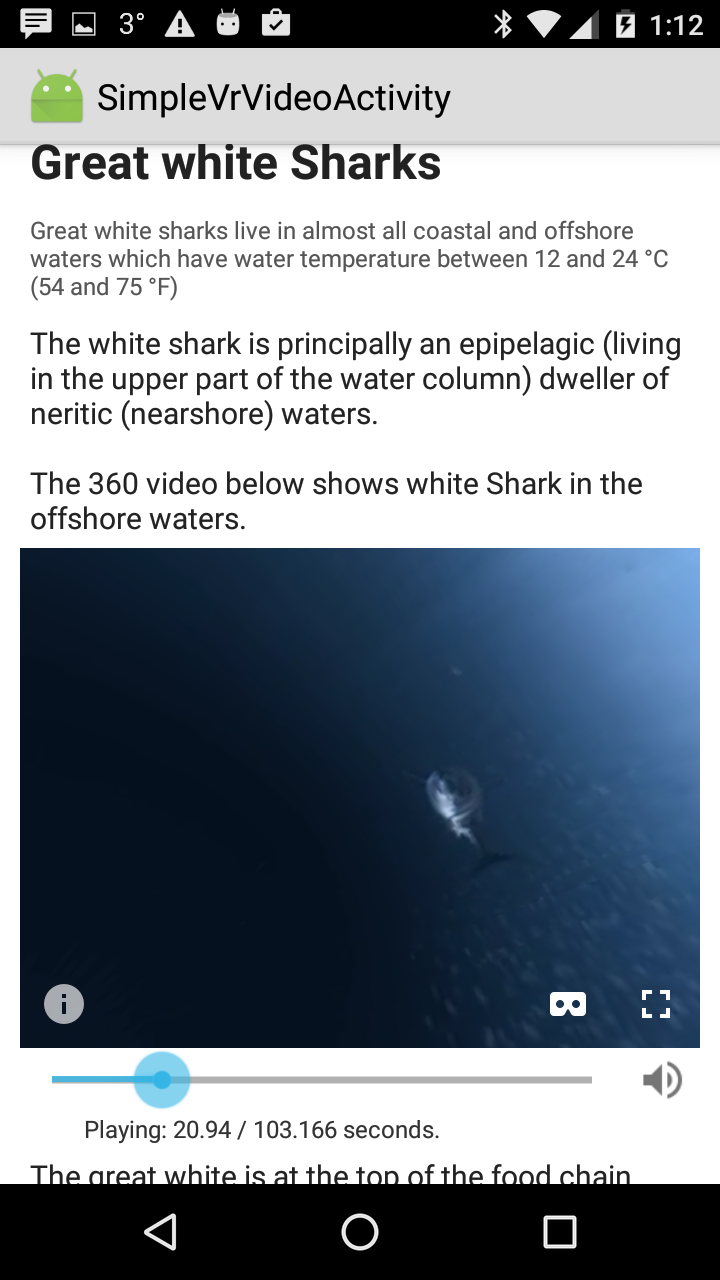 3°
1:12
SimpleVrVideoActivity
Great white Sharks
Great white sharks live in almost all coastal and offshore
waters which have water temperature between 12 and 24 °C
(54 and 75 °F)
The white shark is principally an epipelagic (living
in the upper part of the water column) dweller of
neritic (nearshore) waters.
The 360 video below shows white Shark in the
offshore waters.
i
Playing: 20.94 / 103.166 seconds.
The great white is at the top of the food chain